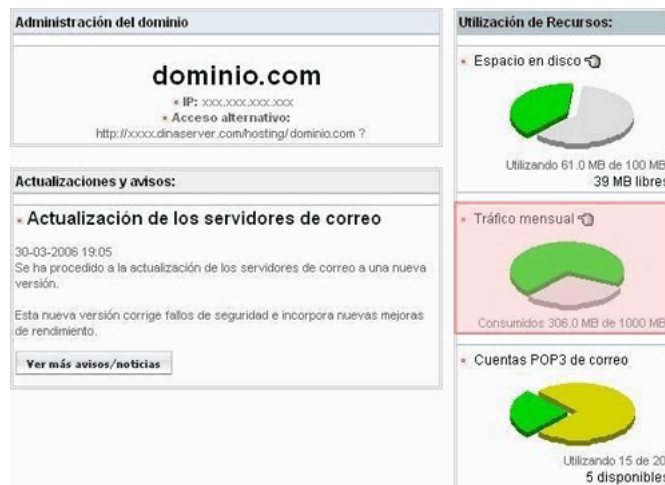 Administración del dominio
dominio.com
IP: xxx.xxx.xxx.xxx
Acceso alternativo:
http://xxxx.dinaserver.com/hosting/dominio.com ?
Actualizaciones y avisos:
Actualización de los servidores de correo
30-03-2006 19:05
Se ha procedido a la actualización de los servidores de correo a una nueva
versión.
Esta nueva versión corrige fallos de seguridad e incorpora nuevas mejoras
de rendimiento.
Ver más avisos/noticias
Utilización de Recursos:
Espacio en disco
Utilizando 61.0 MB de 100 MB
39 MB libres
Tráfico mensual
Consumidos 306.0 MB de 1000 MB
Cuentas POP3 de correo
Utilizando 15 de 20
5 disponibles